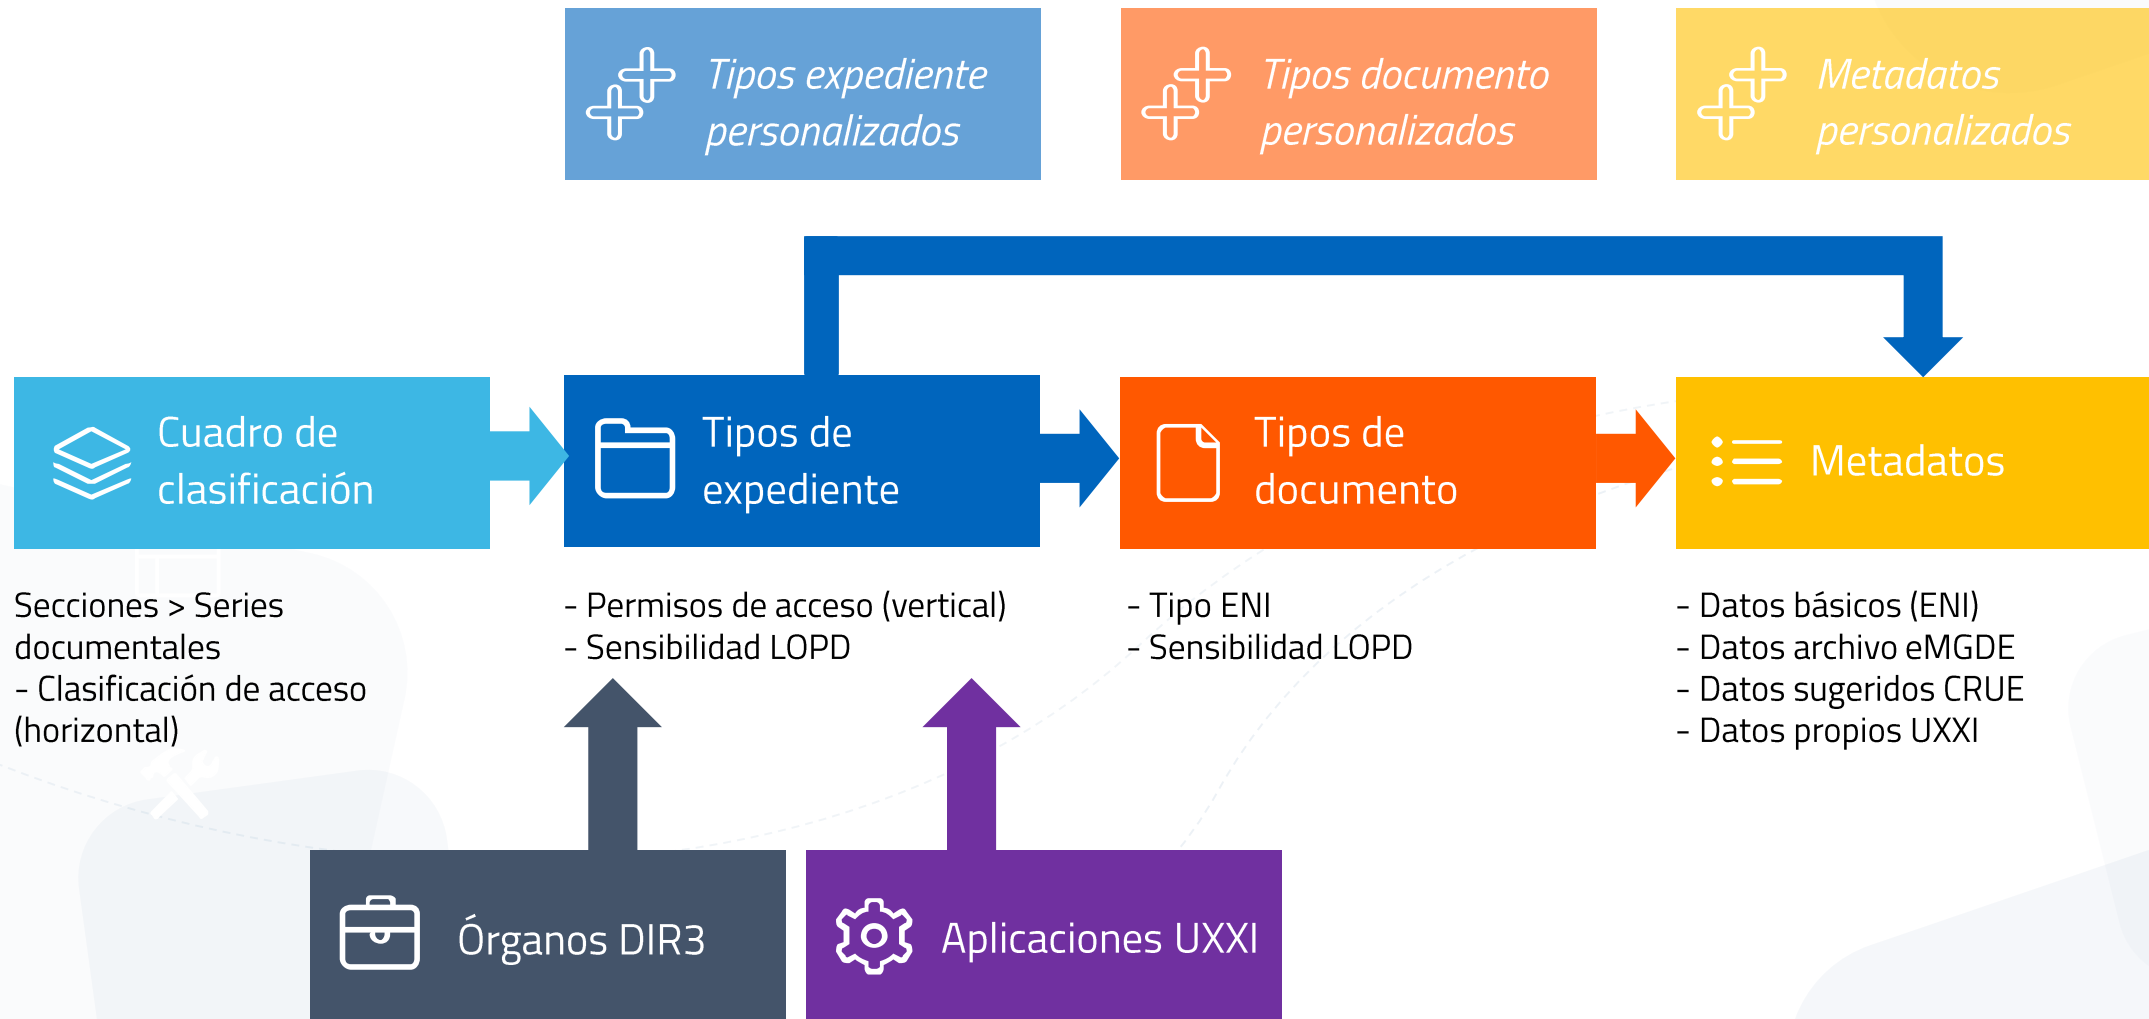 Tipos expediente
personalizados
Tipos documento
personalizados
Metadatos
personalizados
Cuadro de
clasificación
Tipos de
expediente
Tipos de
documento
Metadatos
Secciones > Series
documentales
- Clasificación de acceso
(horizontal)
- Permisos de acceso (vertical)
- Sensibilidad LOPD
- Tipo ENI
- Sensibilidad LOPD
- Datos básicos (ENI)
- Datos archivo eMGDE
- Datos sugeridos CRUE
- Datos propios UXXI
Órganos DIR3
Aplicaciones UXXI